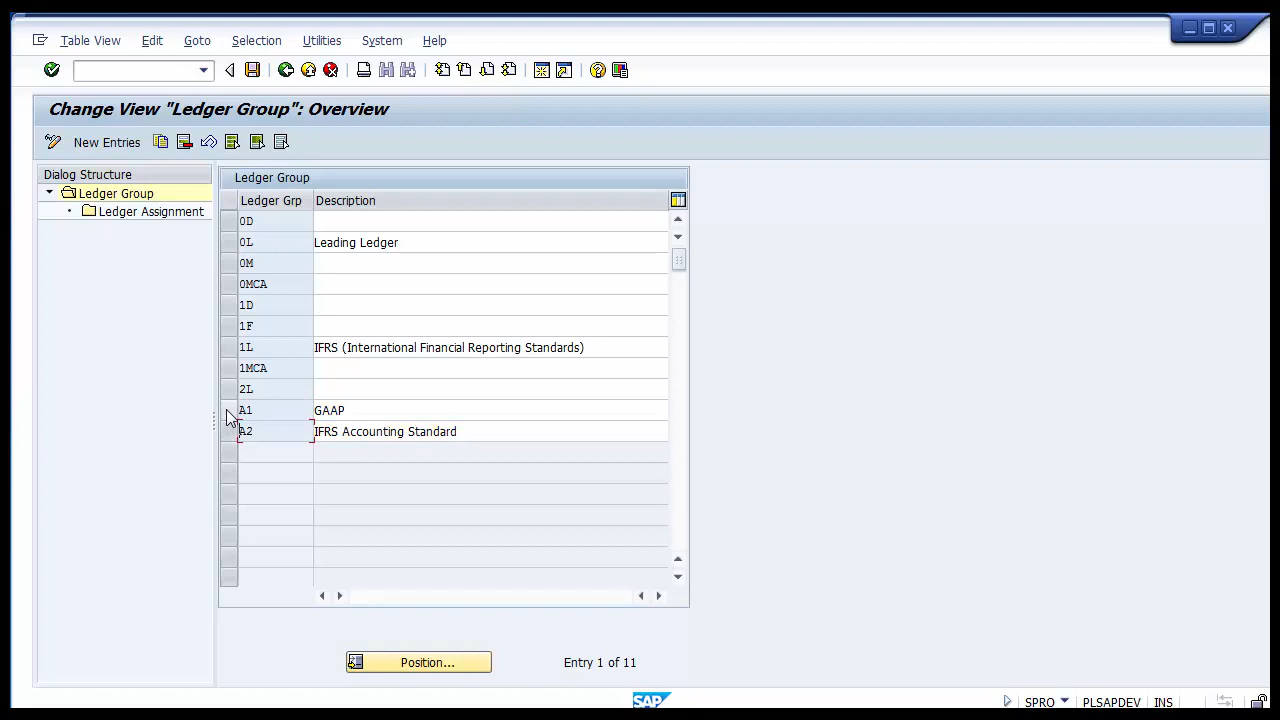 Table View Edit Goto Selection Utilities System Help
Change View "Ledger Group": Overview
New Entries
Dialog Structure
Ledger Group
Ledger Assignment
Ledger Group
Ledger Grp Description
0D
0L Leading Ledger
0M
0MCA
1D
1F
1L IFRS (International Financial Reporting Standards)
1MCA
2L
A1 GAAP
A2 IFRS Accounting Standard
Position... Entry 1 of 11
SAP SPRO PLSAPDEV INS